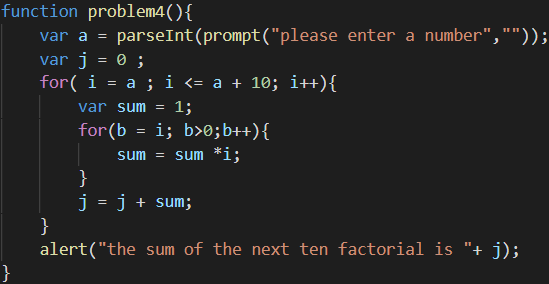 function problem4(){
var a = parseInt(prompt("please enter a number",""));
var j = 0 ;
for( i = a ; i <= a + 10; i++){
var sum = 1;
for(b = i; b>0;b++){
sum = sum *i;
}
j = j + sum;
}
alert("the sum of the next ten factorial is "+ j);
}